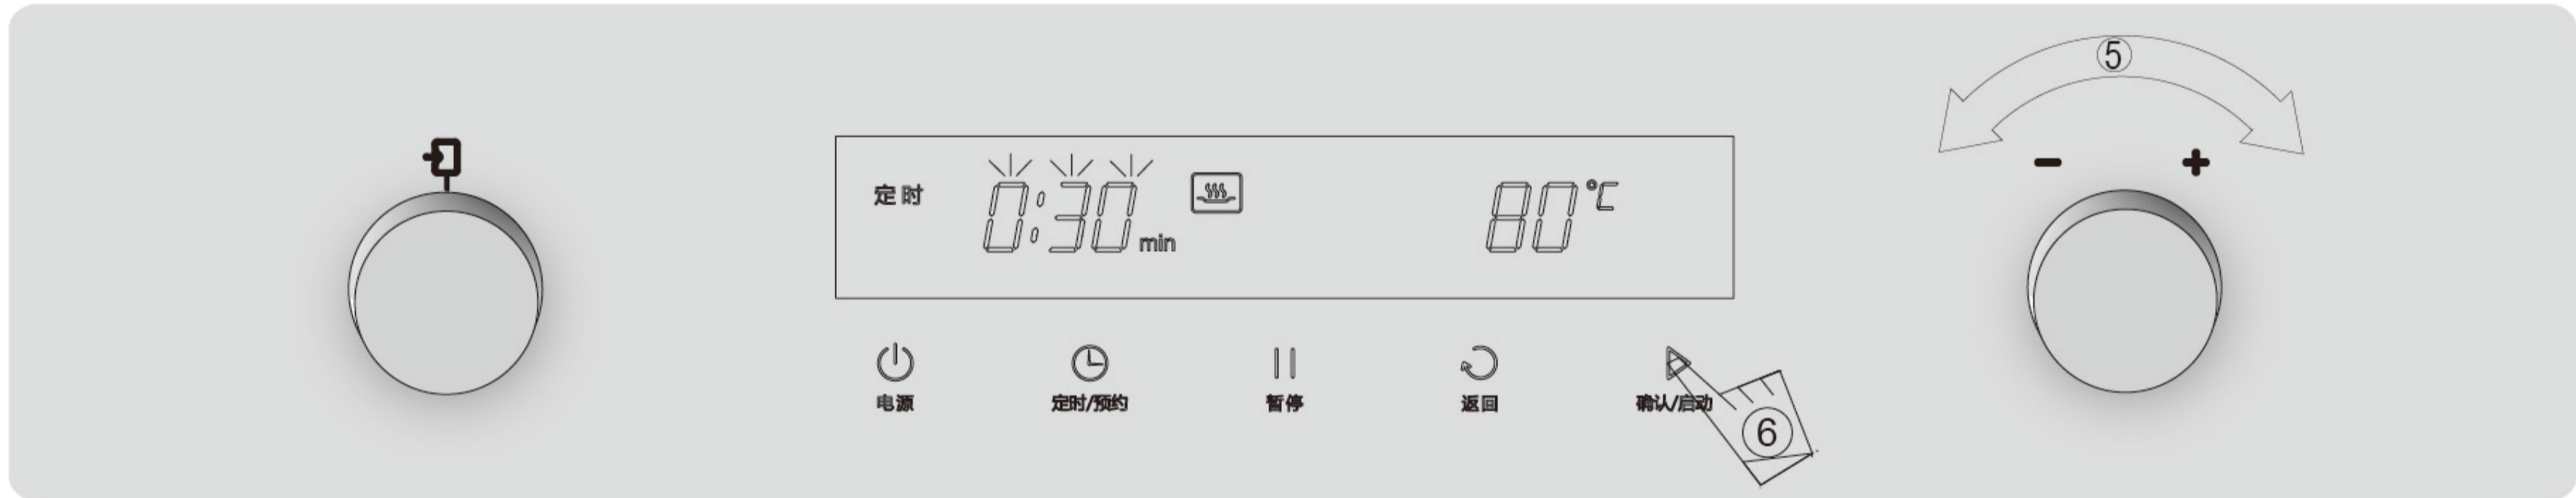 ⑤
− +
定时 0:30 min 80℃
电源 定时/预约 暂停 返回 确认/启动
⑥